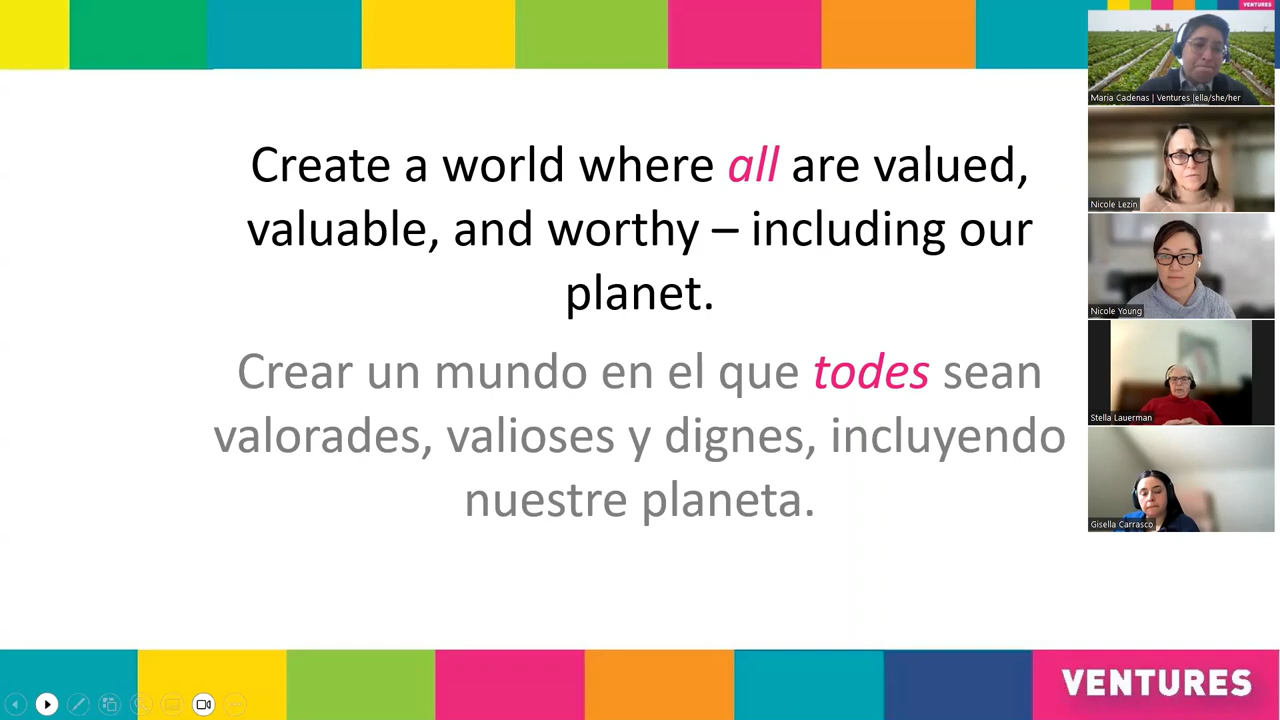 VENTURES
Create a world where all are valued,
valuable, and worthy – including our
planet.
Crear un mundo en el que todes sean
valorades, valioses y dignes, incluyendo
nuestre planeta.
Maria Cadenas | Ventures |ella/she/her
Nicole Lezin
Nicole Young
Stella Lauerman
Gisella Carrasco
VENTURES